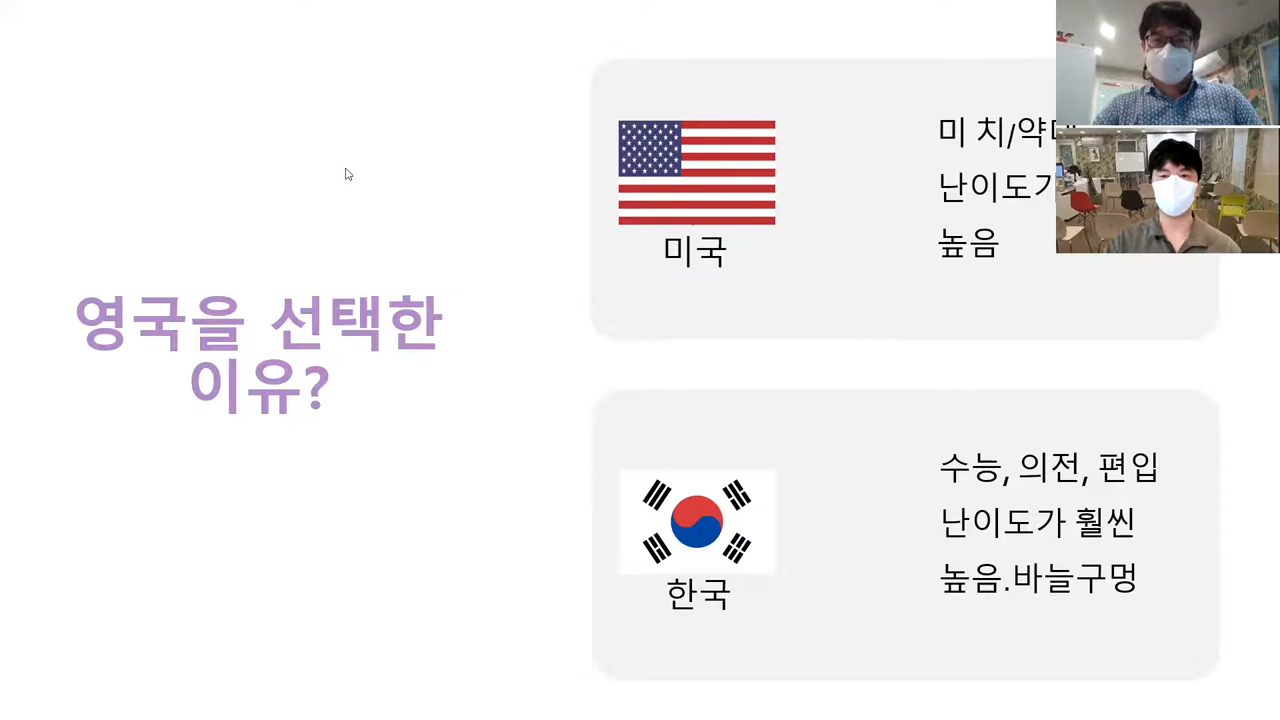 영국을 선택한
이유?
미국
미 치/약
난이도
높음
한국
수능, 의전, 편입
난이도가 훨씬
높음.바늘구멍